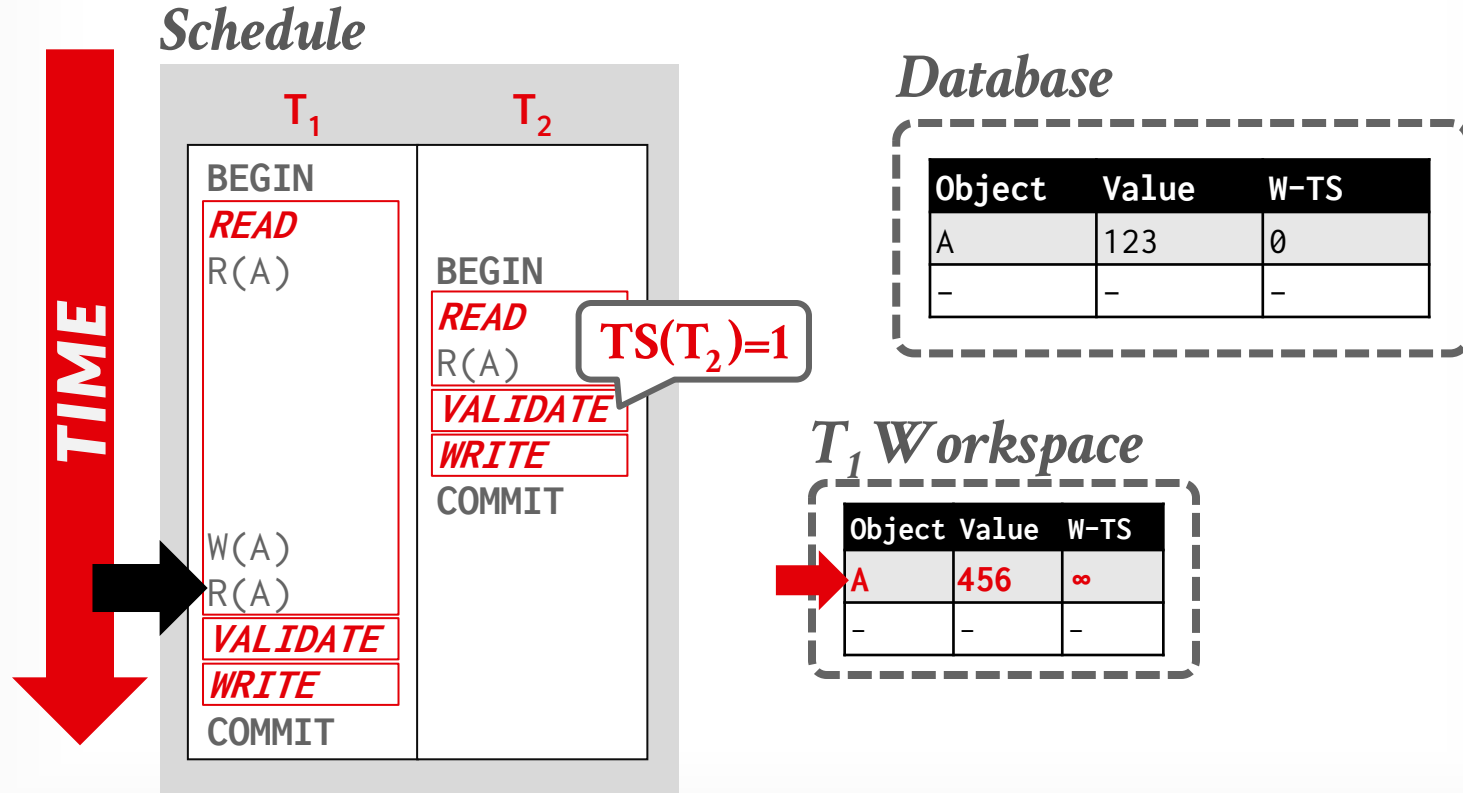 Schedule
TIME
T₁ T₂
BEGIN
READ
R(A) BEGIN
READ
R(A)
TS(T₂)=1
VALIDATE
WRITE
COMMIT
W(A)
R(A)
VALIDATE
WRITE
COMMIT
Database
Object Value W-TS
A 123 0
- - -
T₁ Workspace
Object Value W-TS
A 456 ∞
- - -